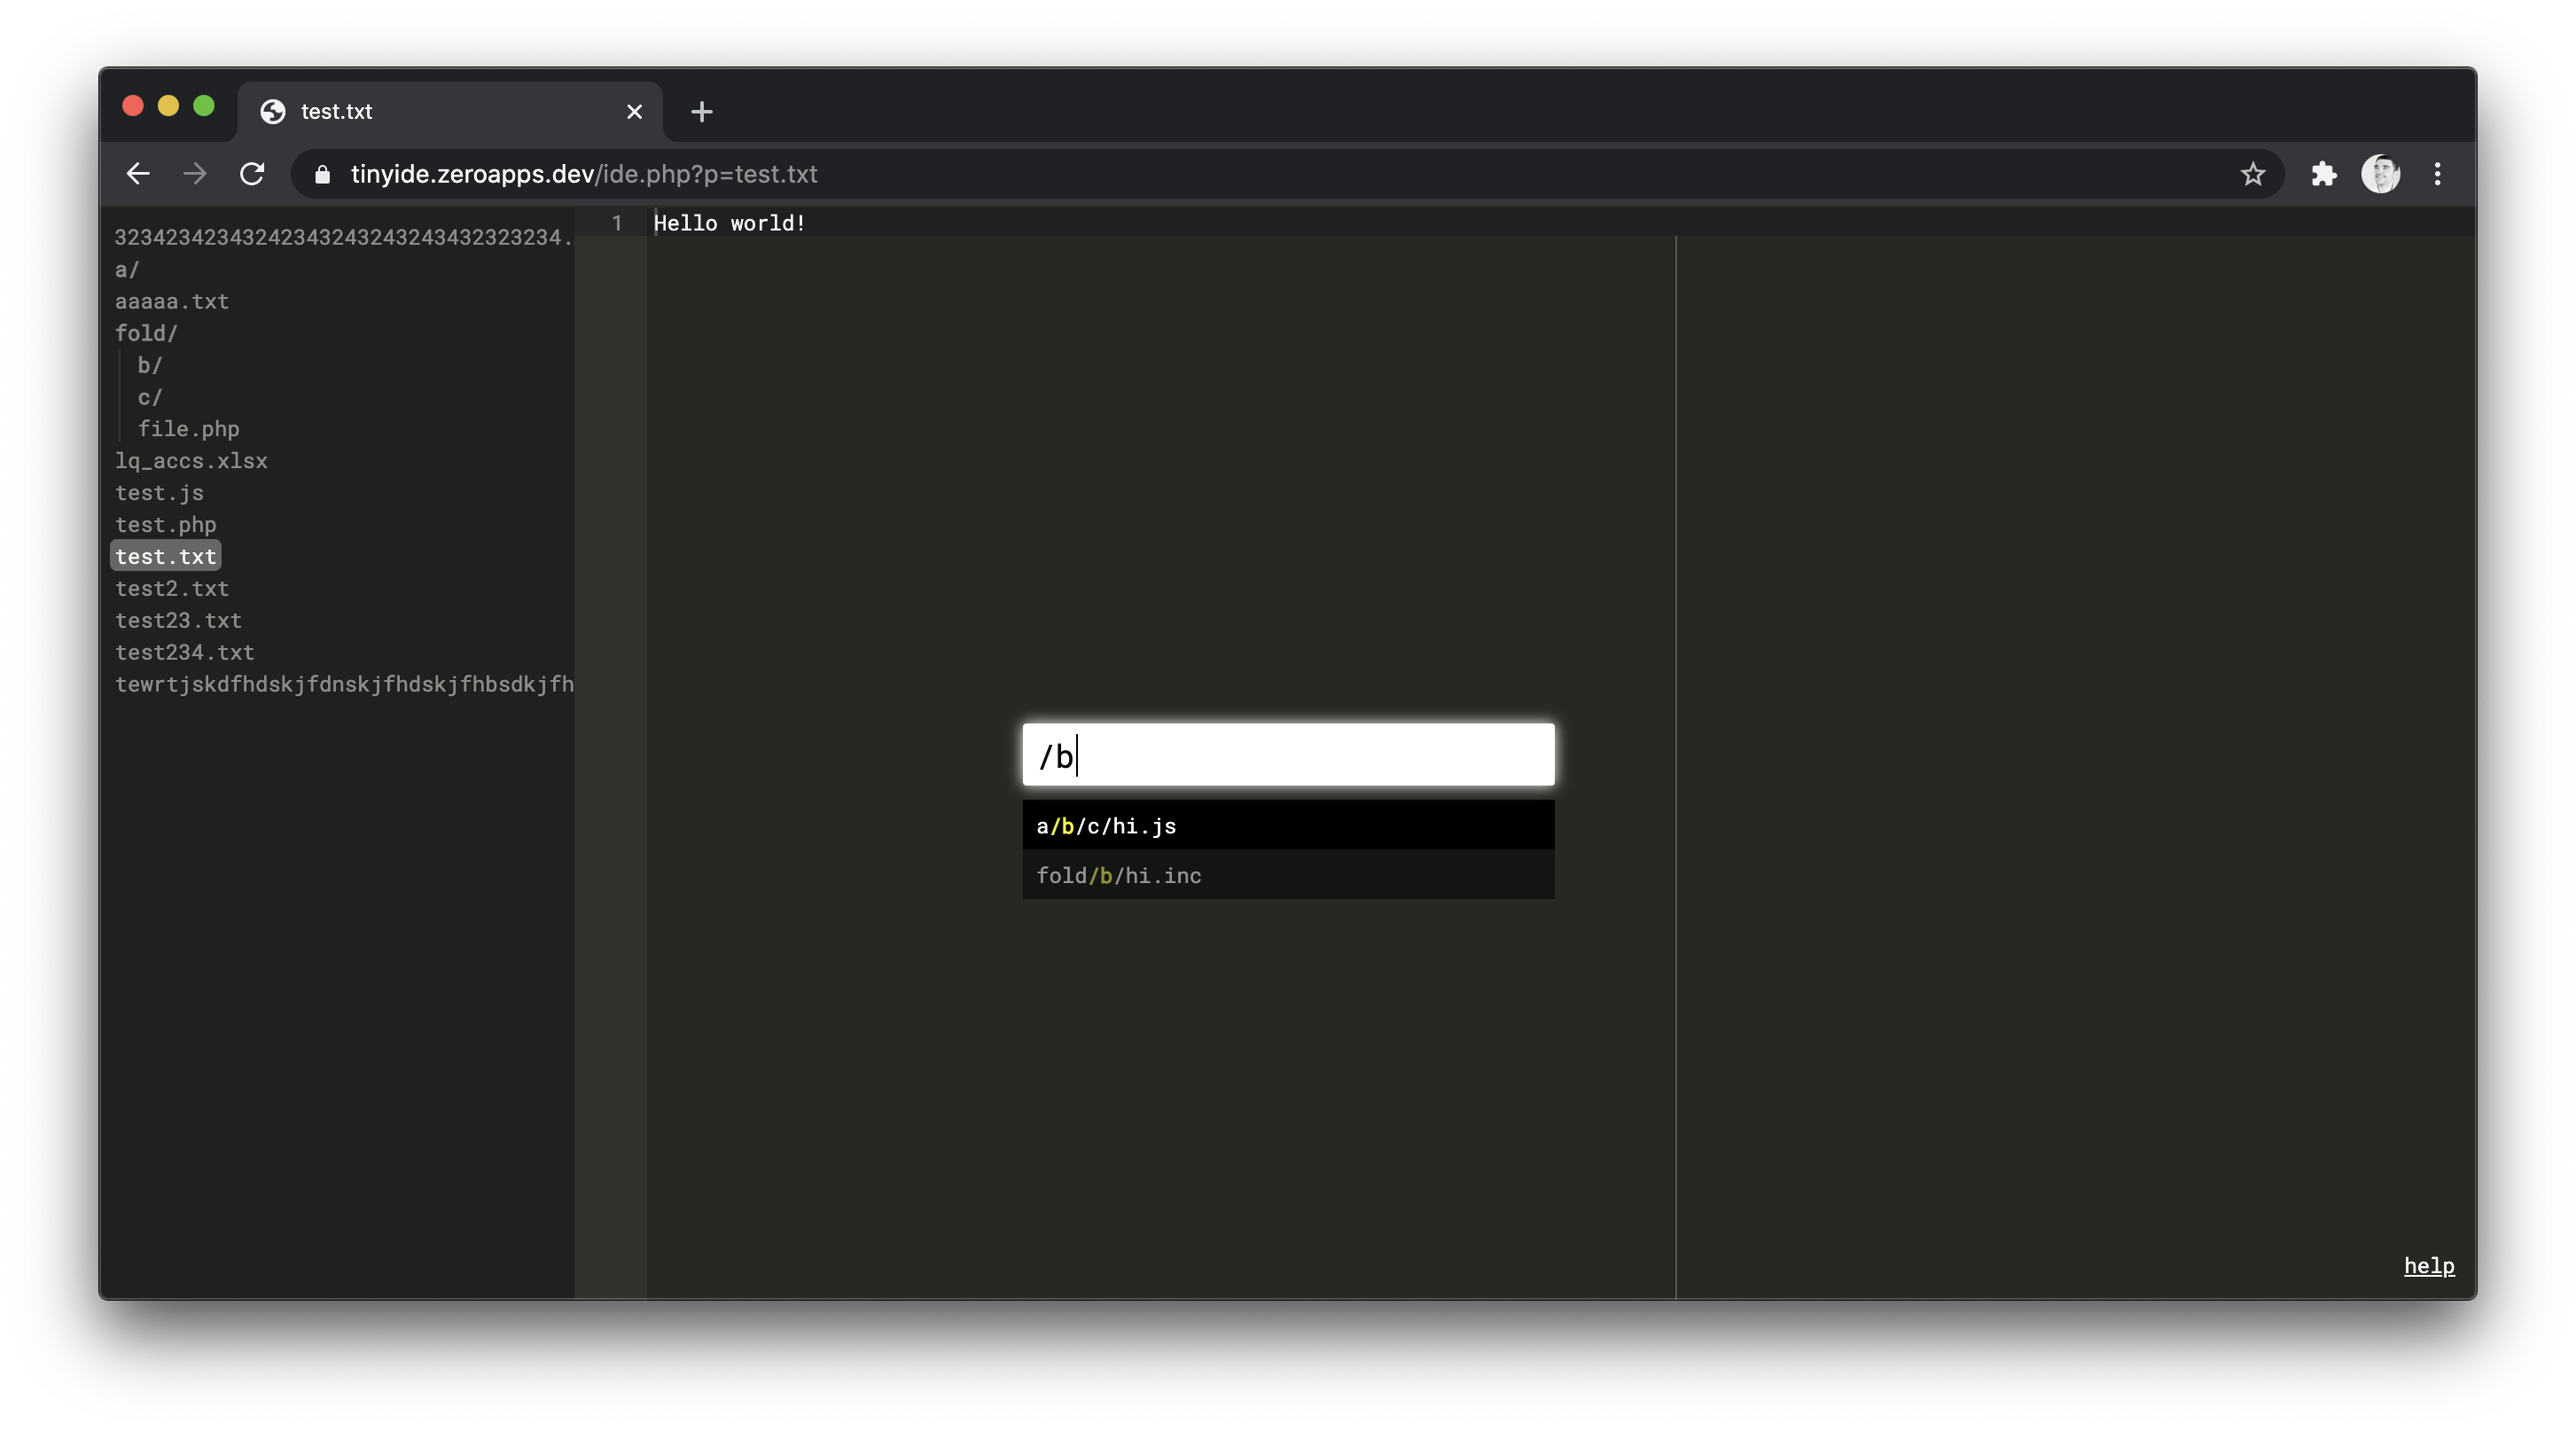 test.txt
tinyide.zeroapps.dev/ide.php?p=test.txt
323423423432423432432432434323232​34.
a/
aaaaa.txt
fold/
b/
c/
file.php
lq_accs.xlsx
test.js
test.php
test.txt
test2.txt
test23.txt
test234.txt
tewrtjskdfhdskjfdnskjfhdskjfhbsdkjfh
1 Hello world!
/b
a/b/c/hi.js
fold/b/hi.inc
help